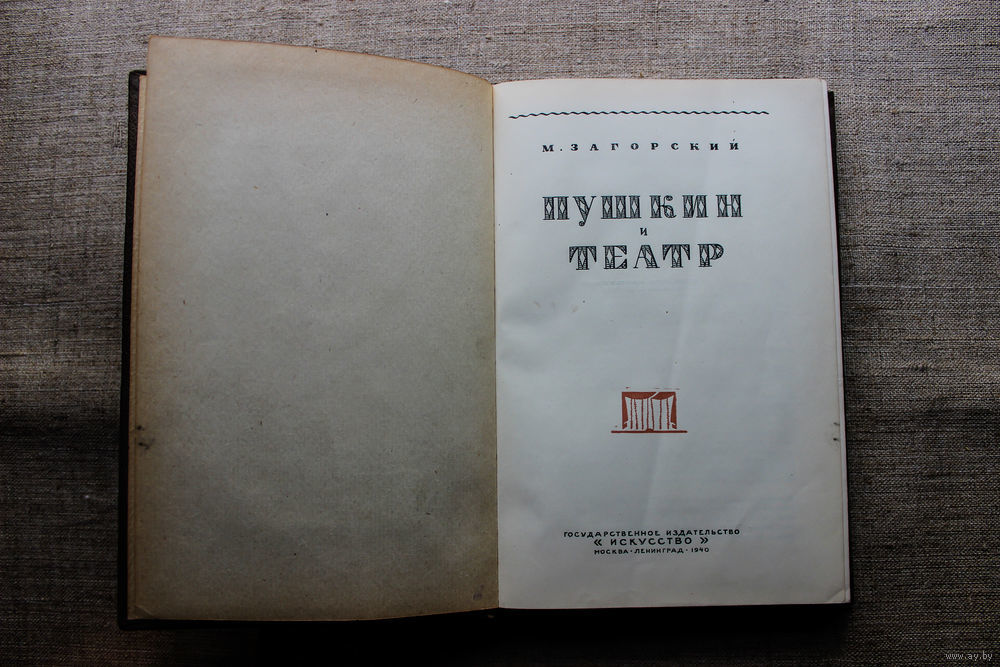 М. ЗАГОРСКИЙ
ПУШКИН
и
ТЕАТР
ГОСУДАРСТВЕННОЕ ИЗДАТЕЛЬСТВО
« ИСКУССТВО »
МОСКВА • ЛЕНИНГРАД • 1940
www.ay.by